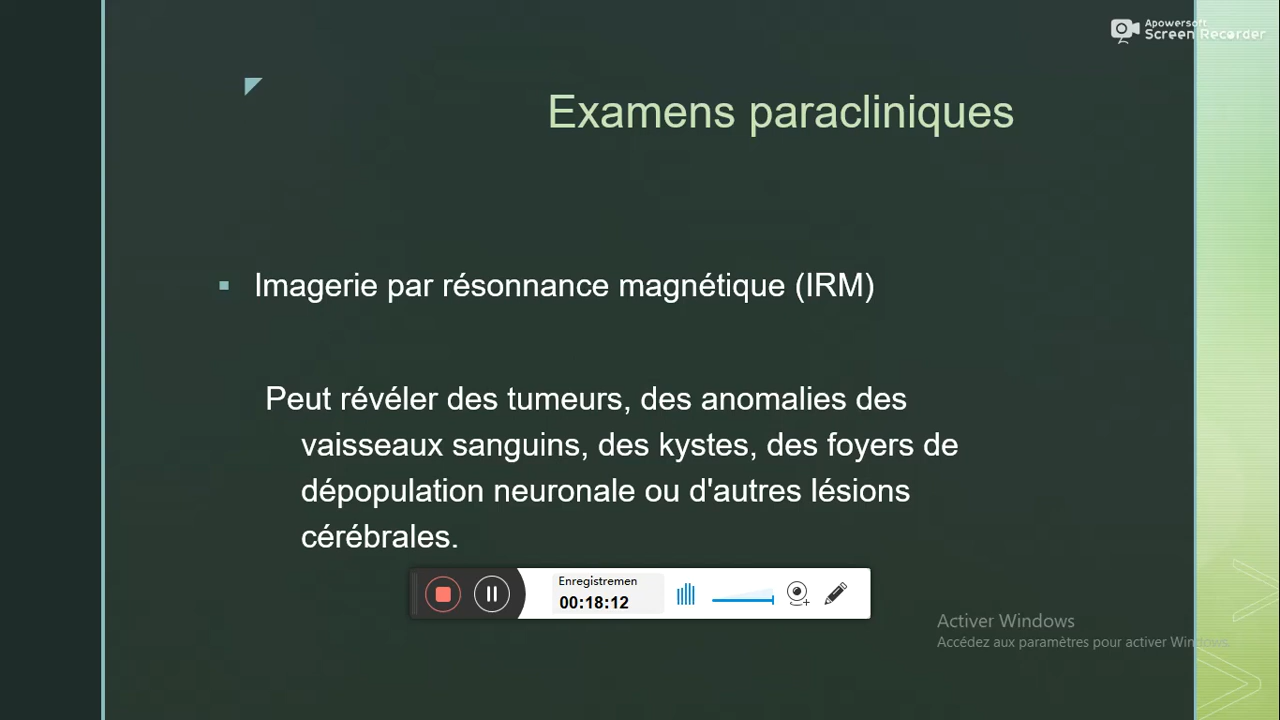 Apowersoft
Screen Recorder
Examens paracliniques
Imagerie par résonnance magnétique (IRM)
Peut révéler des tumeurs, des anomalies des
vaisseaux sanguins, des kystes, des foyers de
dépopulation neuronale ou d'autres lésions
cérébrales.
Enregistremen
00:18:12
Activer Windows
Accédez aux paramètres pour activer Windows.